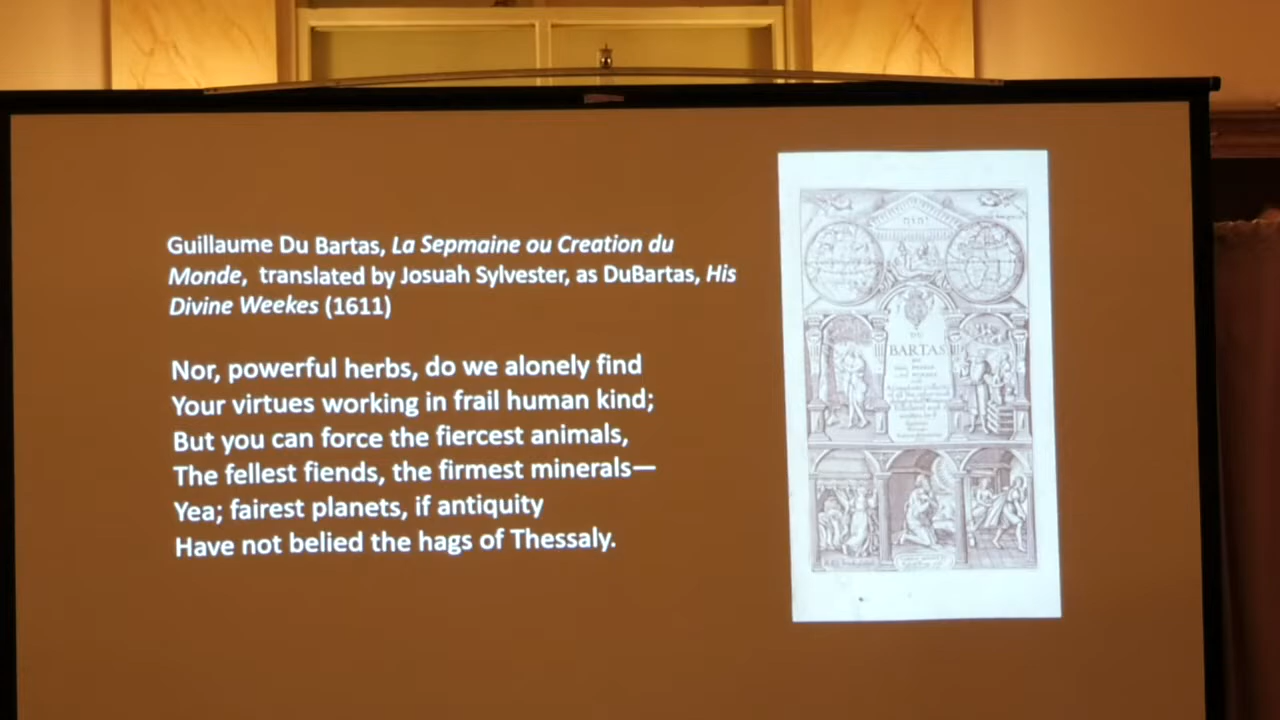 Guillaume Du Bartas, La Sepmaine ou Creation du
Monde, translated by Josuah Sylvester, as DuBartas, His
Divine Weekes (1611)
Nor, powerful herbs, do we alonely find
Your virtues working in frail human kind;
But you can force the fiercest animals,
The fellest fiends, the firmest minerals—
Yea; fairest planets, if antiquity
Have not belied the hags of Thessaly.
DU
BARTAS